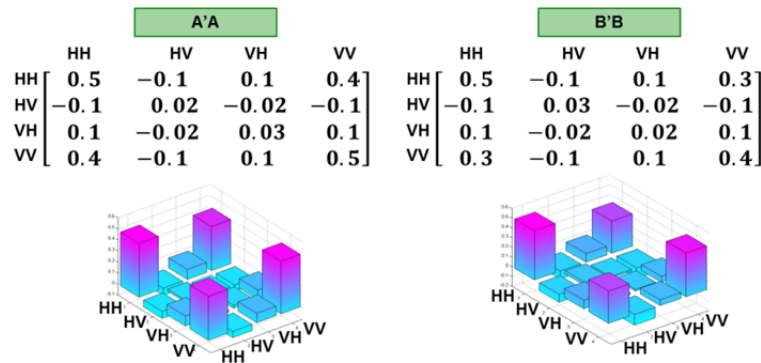 A'A
B'B
HH HV VH VV
HH 0.5 −0.1 0.1 0.4
HV −0.1 0.02 −0.02 −0.1
VH 0.1 −0.02 0.03 0.1
VV 0.4 −0.1 0.1 0.5
HH HV VH VV
HH 0.5 −0.1 0.1 0.3
HV −0.1 0.03 −0.02 −0.1
VH 0.1 −0.02 0.02 0.1
VV 0.3 −0.1 0.1 0.4
HH
HV
VH
VV
HH
HV
VH
VV
HH
HV
VH
VV
HH
HV
VH
VV